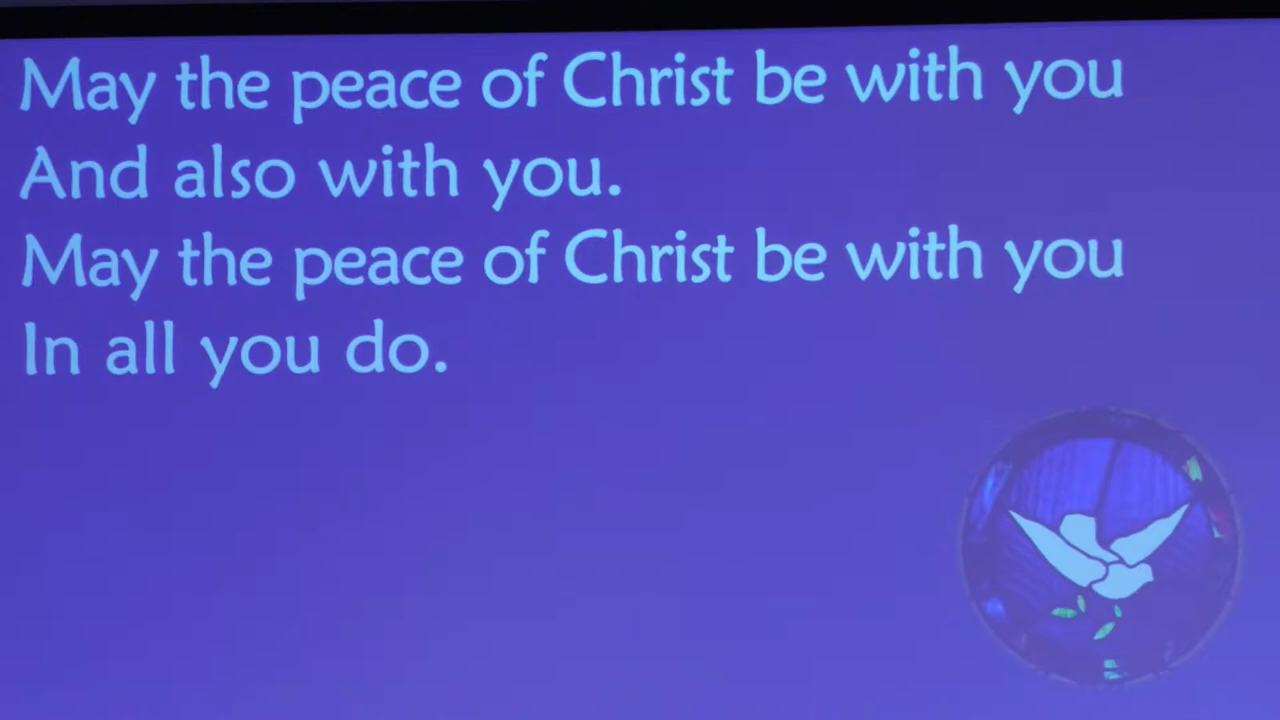 May the peace of Christ be with you
And also with you.
May the peace of Christ be with you
In all you do.